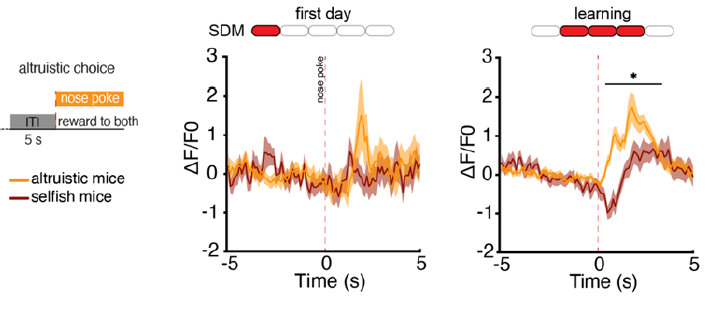 altruistic choice
nose poke
ITI
reward to both
5 s
altruistic mice
selfish mice
first day
SDM
nose poke
ΔF/F0
3
2
1
0
-1
-2
-5
0
5
Time (s)
learning
*
ΔF/F0
3
2
1
0
-1
-2
-5
0
5
Time (s)